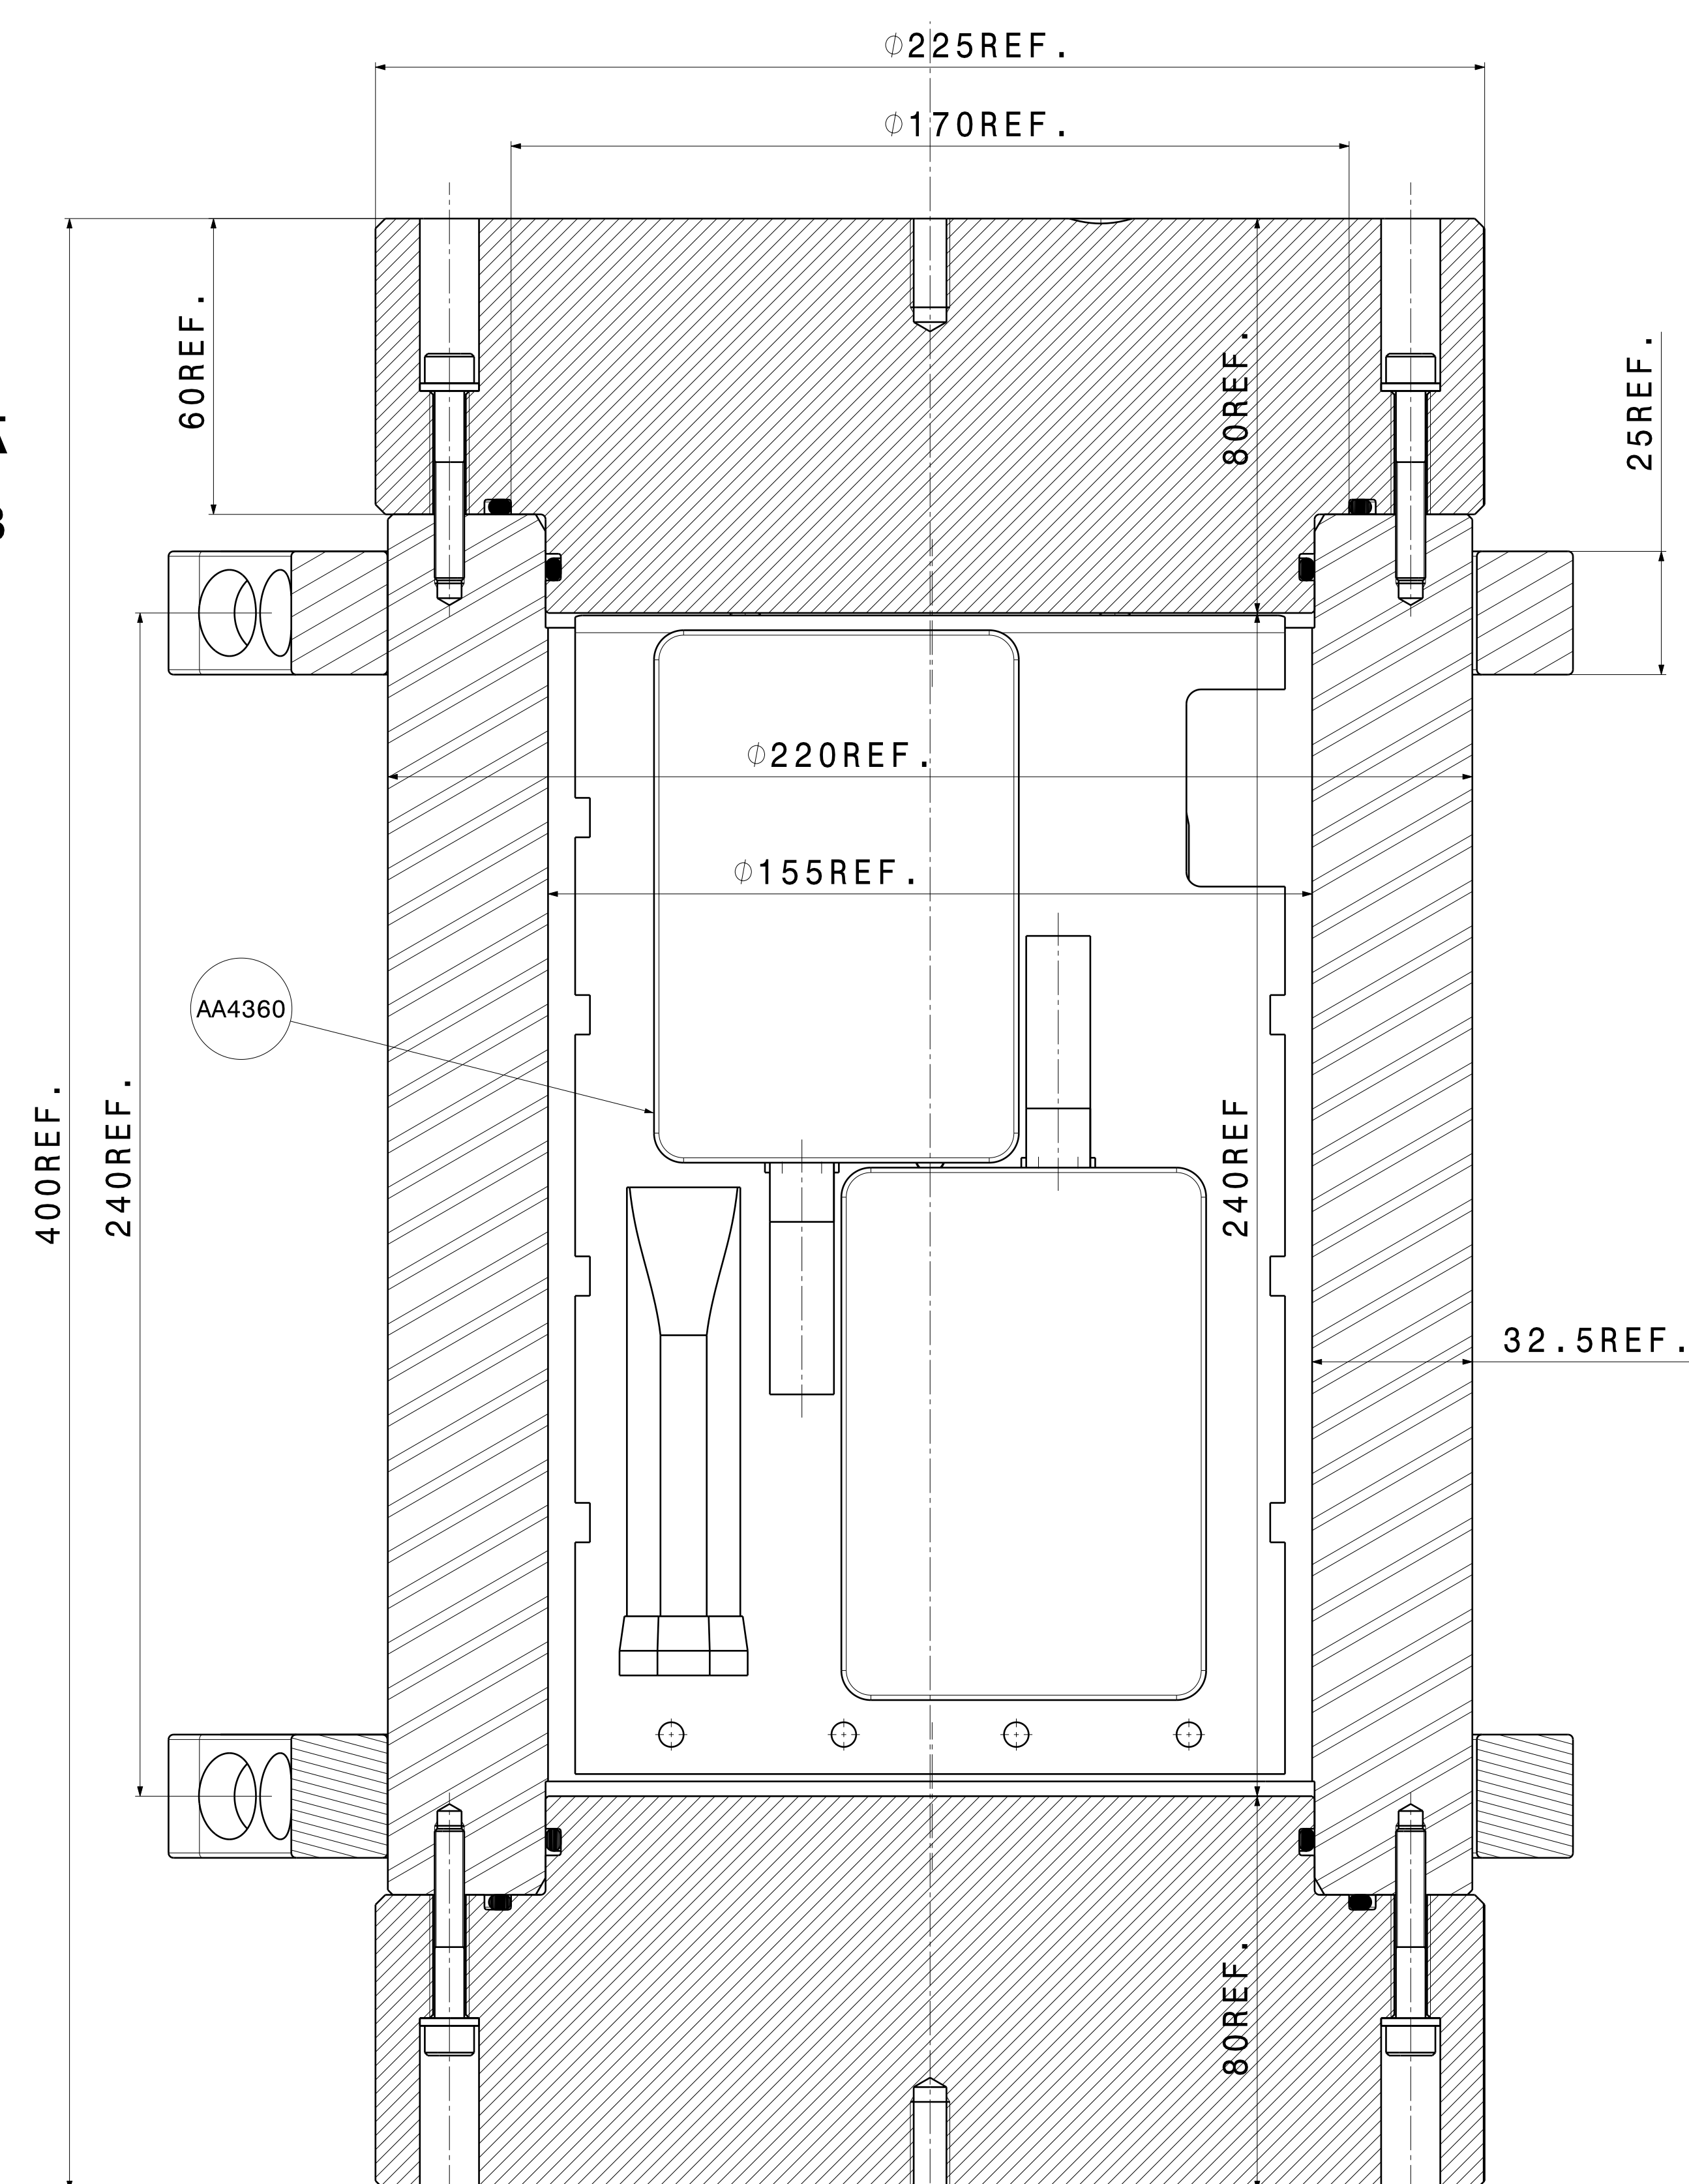 ⌀225REF.
⌀170REF.
60REF.
80REF.
25REF.
⌀220REF.
⌀155REF.
AA4360
400REF.
240REF.
240REF
32.5REF.
80REF.